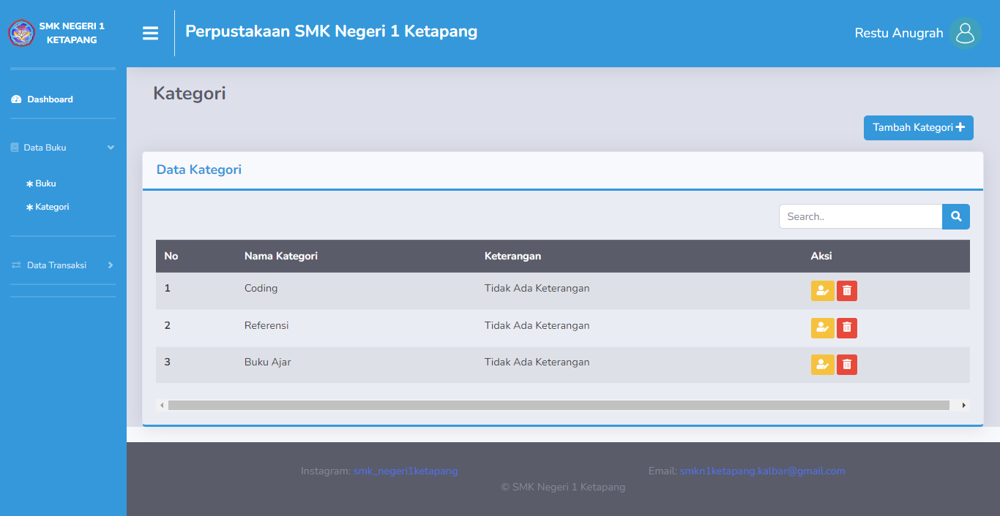 SMK NEGERI 1
KETAPANG
Perpustakaan SMK Negeri 1 Ketapang
Restu Anugrah
Dashboard
Data Buku
Buku
Kategori
Data Transaksi
Kategori
Tambah Kategori
Data Kategori
Search..
No Nama Kategori Keterangan Aksi
1 Coding Tidak Ada Keterangan
2 Referensi Tidak Ada Keterangan
3 Buku Ajar Tidak Ada Keterangan
Instagram: smk_negeri1ketapang
Email: smkn1ketapang.kalbar@gmail.com
© SMK Negeri 1 Ketapang